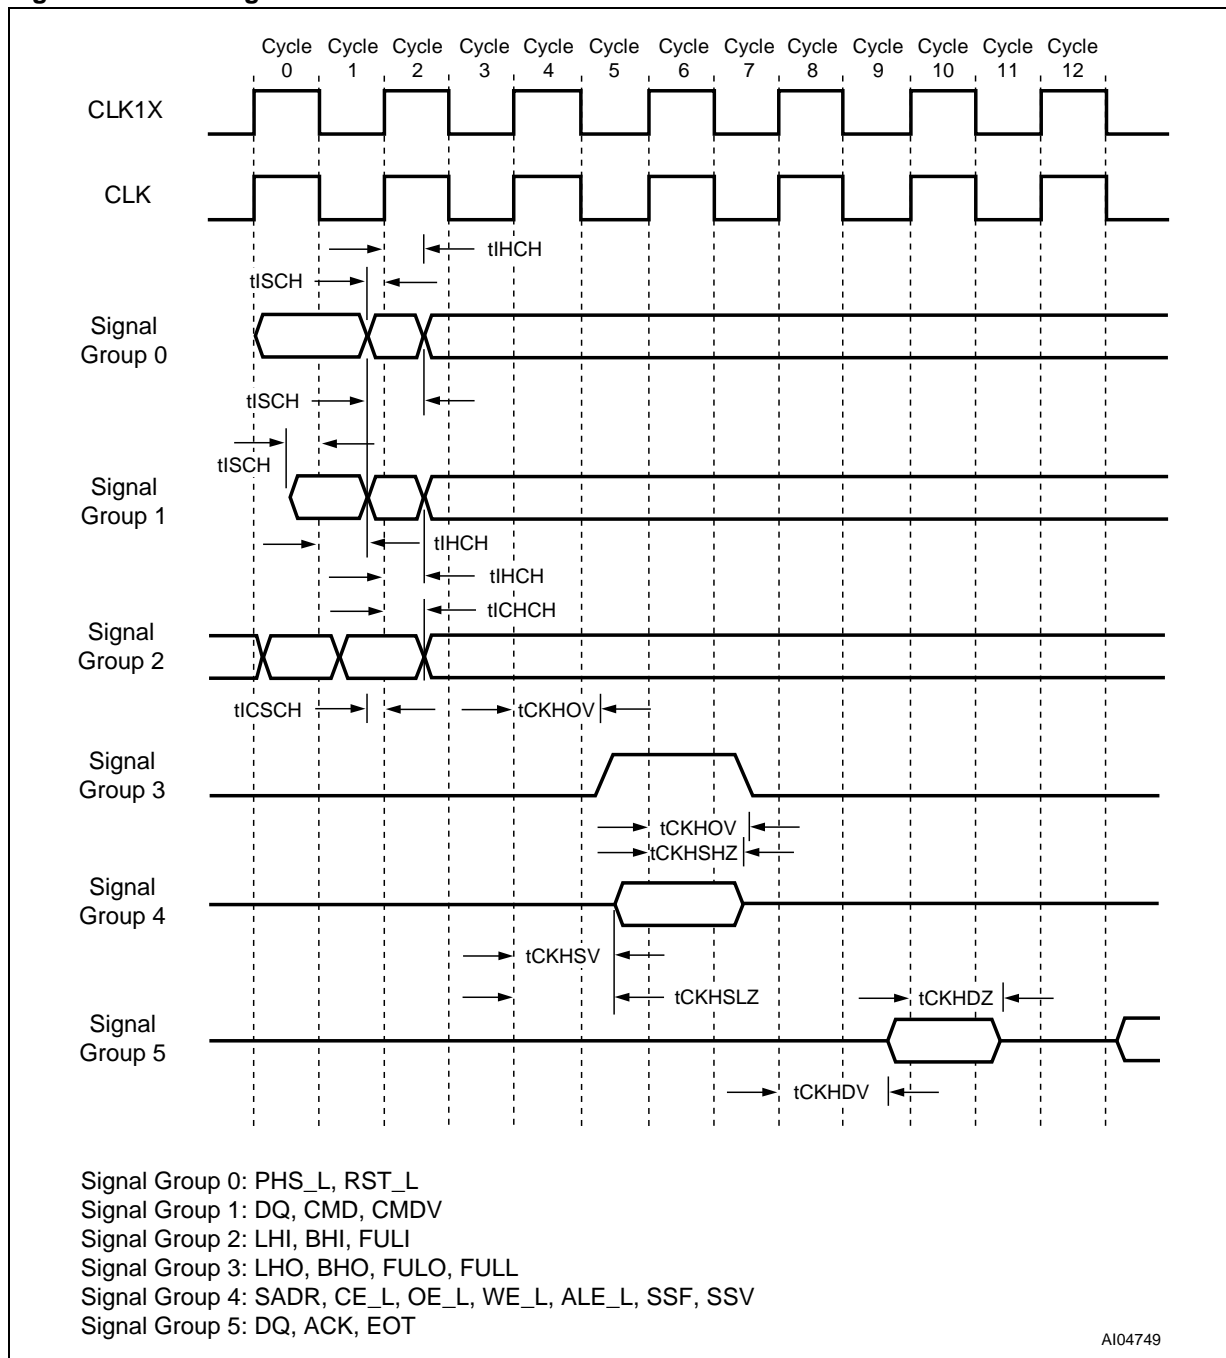 Cycle Cycle Cycle Cycle Cycle Cycle Cycle Cycle Cycle Cycle Cycle Cycle Cycle
0 1 2 3 4 5 6 7 8 9 10 11 12
CLK1X
CLK
tIHCH
tISCH
Signal
Group 0
tISCH
tISCH
Signal
Group 1
tIHCH
tIHCH
tICHCH
Signal
Group 2
tICSCH
tCKHOV
Signal
Group 3
tCKHOV
tCKHSHZ
Signal
Group 4
tCKHSV
tCKHSLZ
tCKHDZ
Signal
Group 5
tCKHDV
Signal Group 0: PHS_L, RST_L
Signal Group 1: DQ, CMD, CMDV
Signal Group 2: LHI, BHI, FULI
Signal Group 3: LHO, BHO, FULO, FULL
Signal Group 4: SADR, CE_L, OE_L, WE_L, ALE_L, SSF, SSV
Signal Group 5: DQ, ACK, EOT
AI04749